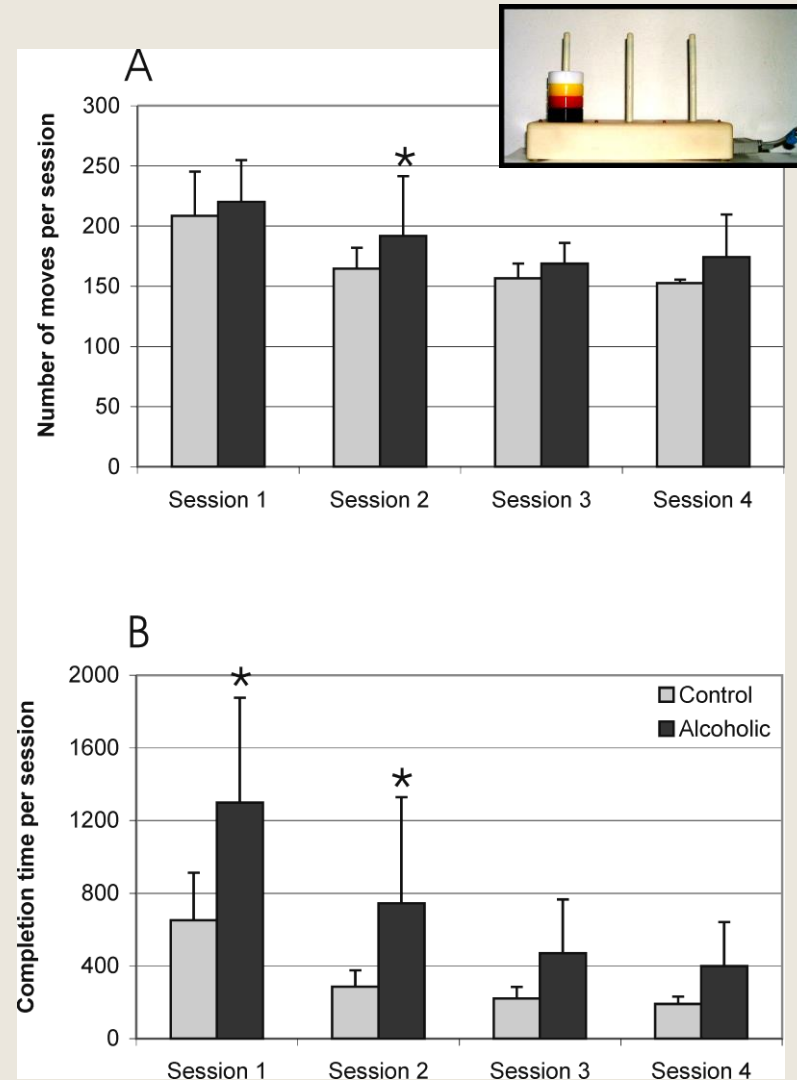 A
Number of moves per session
300
250
200
150
100
50
0
*
Session 1 Session 2 Session 3 Session 4
B
Completion time per session
2000
1600
1200
800
400
0
* *
Control
Alcoholic
Session 1 Session 2 Session 3 Session 4